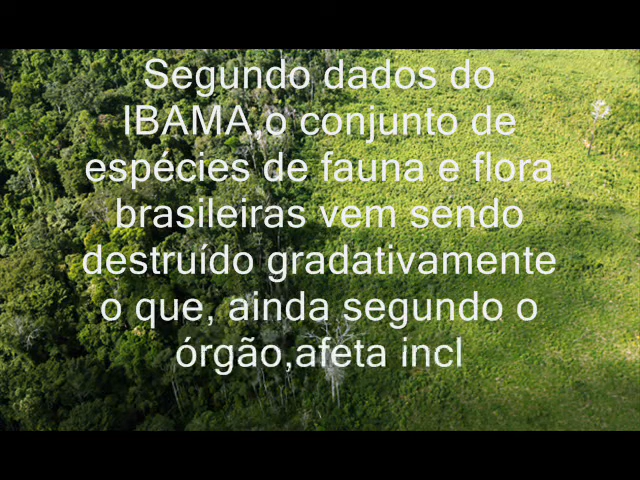 Segundo dados do
IBAMA o conjunto de
espécies de fauna e flora
brasileiras vem sendo
destruído gradativamente
o que, ainda segundo o
órgão,afeta incl